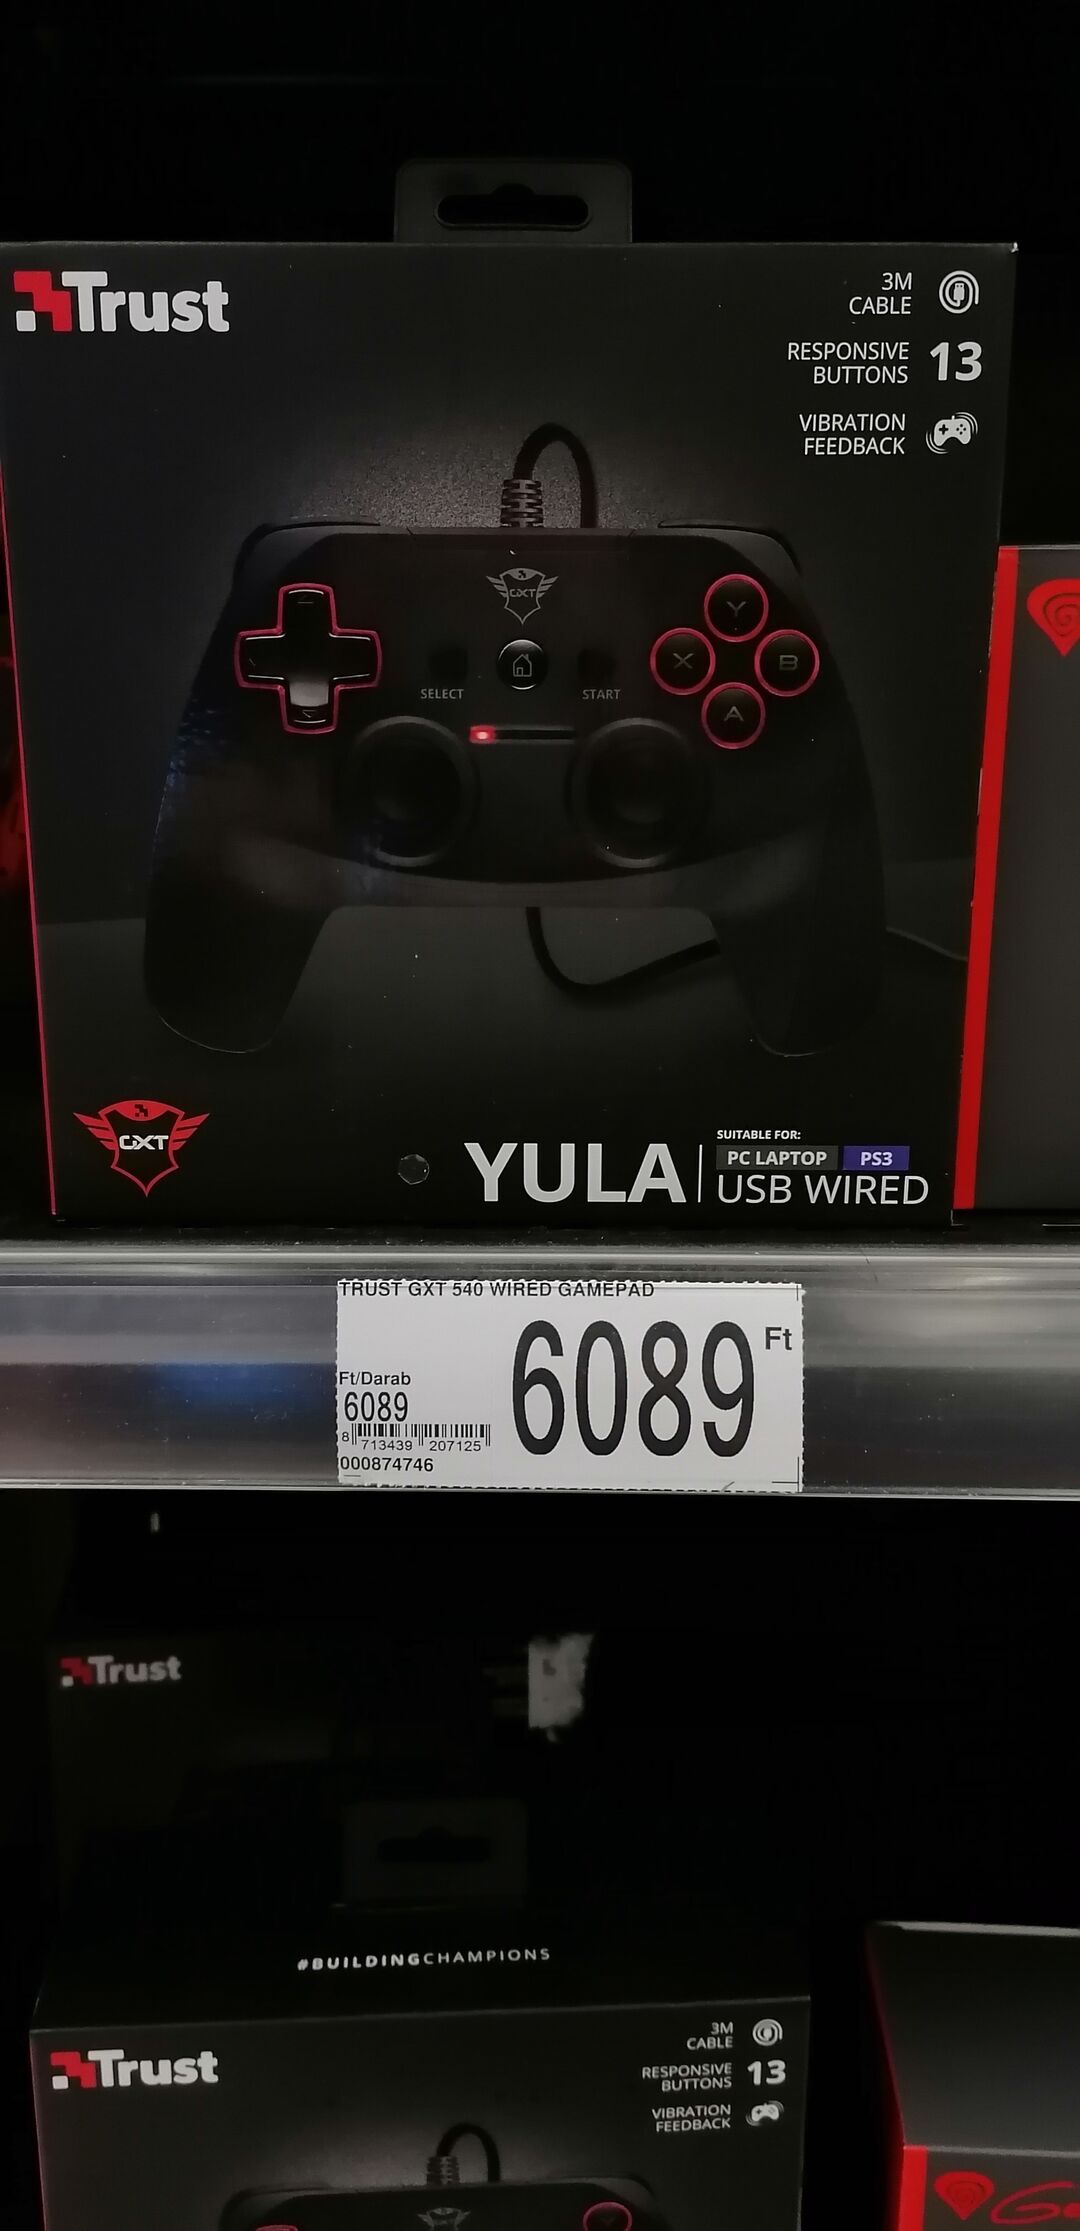 Trust
3M
CABLE
RESPONSIVE
BUTTONS 13
VIBRATION
FEEDBACK
GXT
Y
X
B
A
SELECT
START
GXT
YULA
SUITABLE FOR:
PC LAPTOP PS3
USB WIRED
TRUST GXT 540 WIRED GAMEPAD
6089 Ft
Ft/Darab
6089
8 713439 207125
000874746
Trust
#BUILDINGCHAMPIONS
Trust
3M
CABLE
RESPONSIVE
BUTTONS 13
VIBRATION
FEEDBACK